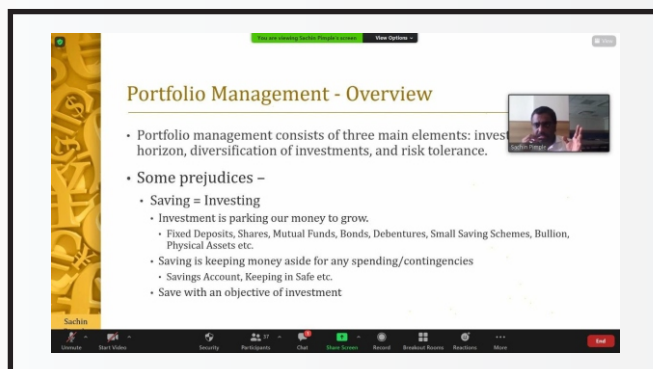 You are viewing Sachin Pimple's screen View Options
View
Portfolio Management - Overview
• Portfolio management consists of three main elements: invest
horizon, diversification of investments, and risk tolerance.
Sachin Pimple
• Some prejudices –
• Saving = Investing
• Investment is parking our money to grow.
• Fixed Deposits, Shares, Mutual Funds, Bonds, Debentures, Small Saving Schemes, Bullion,
Physical Assets etc.
• Saving is keeping money aside for any spending/contingencies
• Savings Account, Keeping in Safe etc.
• Save with an objective of investment
Sachin
Unmute Start Video Security Participants 37 Chat Share Screen Record Breakout Rooms Reactions More End